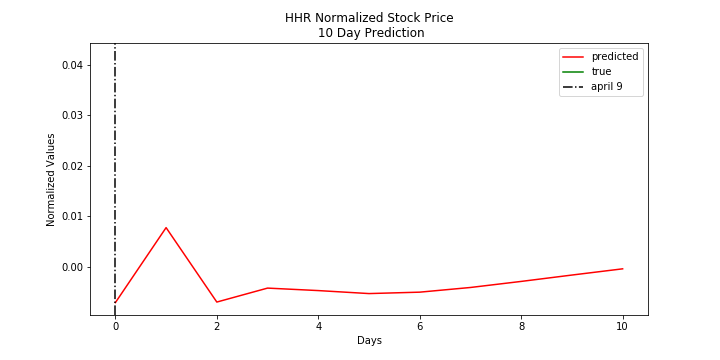 HHR Normalized Stock Price
10 Day Prediction
predicted
true
april 9
0.04
0.03
0.02
0.01
0.00
Normalized Values
0 2 4 6 8 10
Days